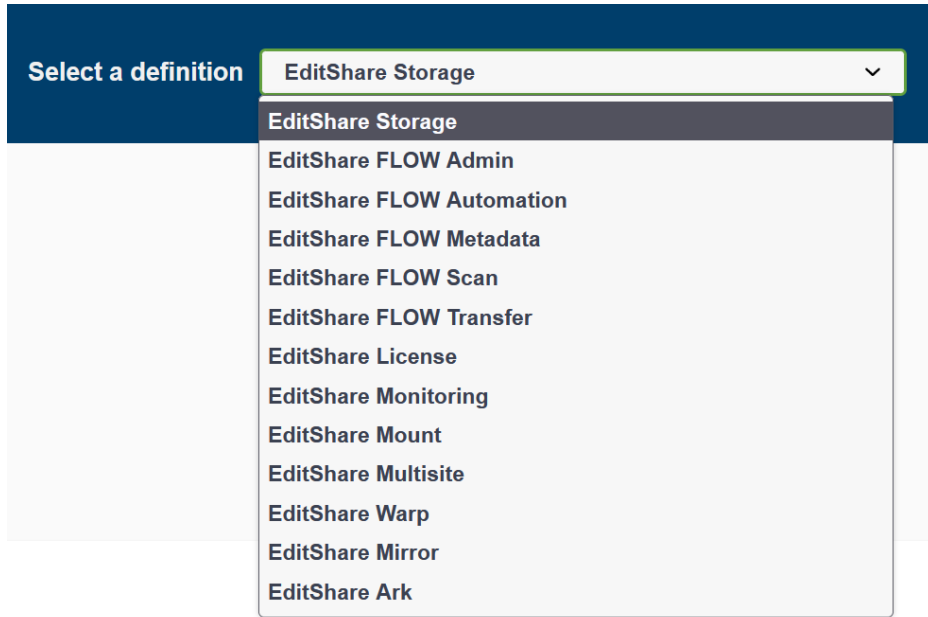 Select a definition EditShare Storage
EditShare Storage
EditShare FLOW Admin
EditShare FLOW Automation
EditShare FLOW Metadata
EditShare FLOW Scan
EditShare FLOW Transfer
EditShare License
EditShare Monitoring
EditShare Mount
EditShare Multisite
EditShare Warp
EditShare Mirror
EditShare Ark